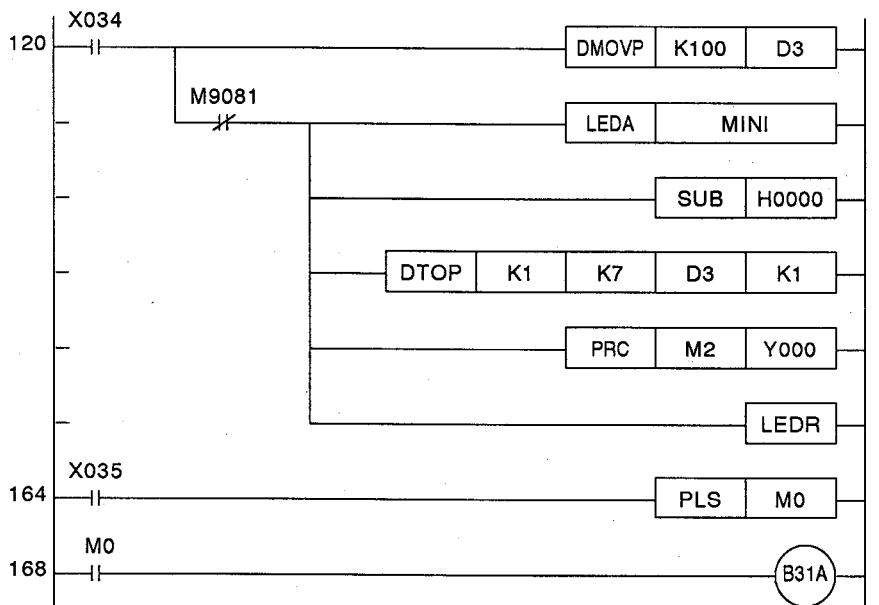 X034
120 DMOVP K100 D3
M9081
LEDA MINI
SUB H0000
DTOP K1 K7 D3 K1
PRC M2 Y000
LEDR
X035
164 PLS M0
M0
168 B31A